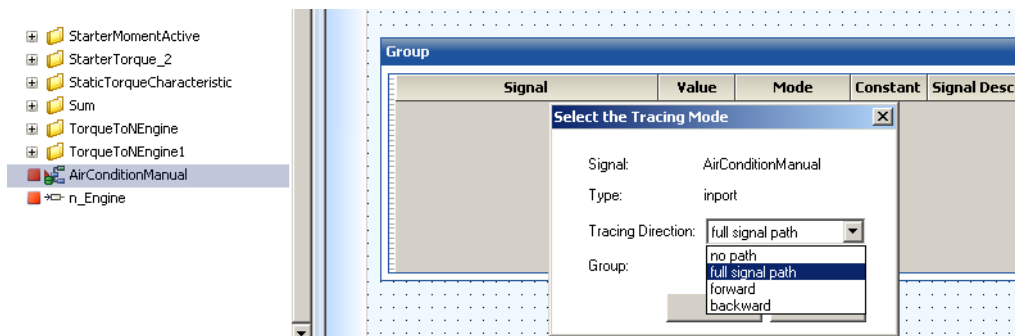 StarterMomentActive
StarterTorque_2
StaticTorqueCharacteristic
Sum
TorqueToNEngine
TorqueToNEngine1
AirConditionManual
n_Engine
Group
Signal Value Mode Constant Signal Desc
Select the Tracing Mode
Signal: AirConditionManual
Type: inport
Tracing Direction: full signal path
no path
full signal path
Group:
forward
backward